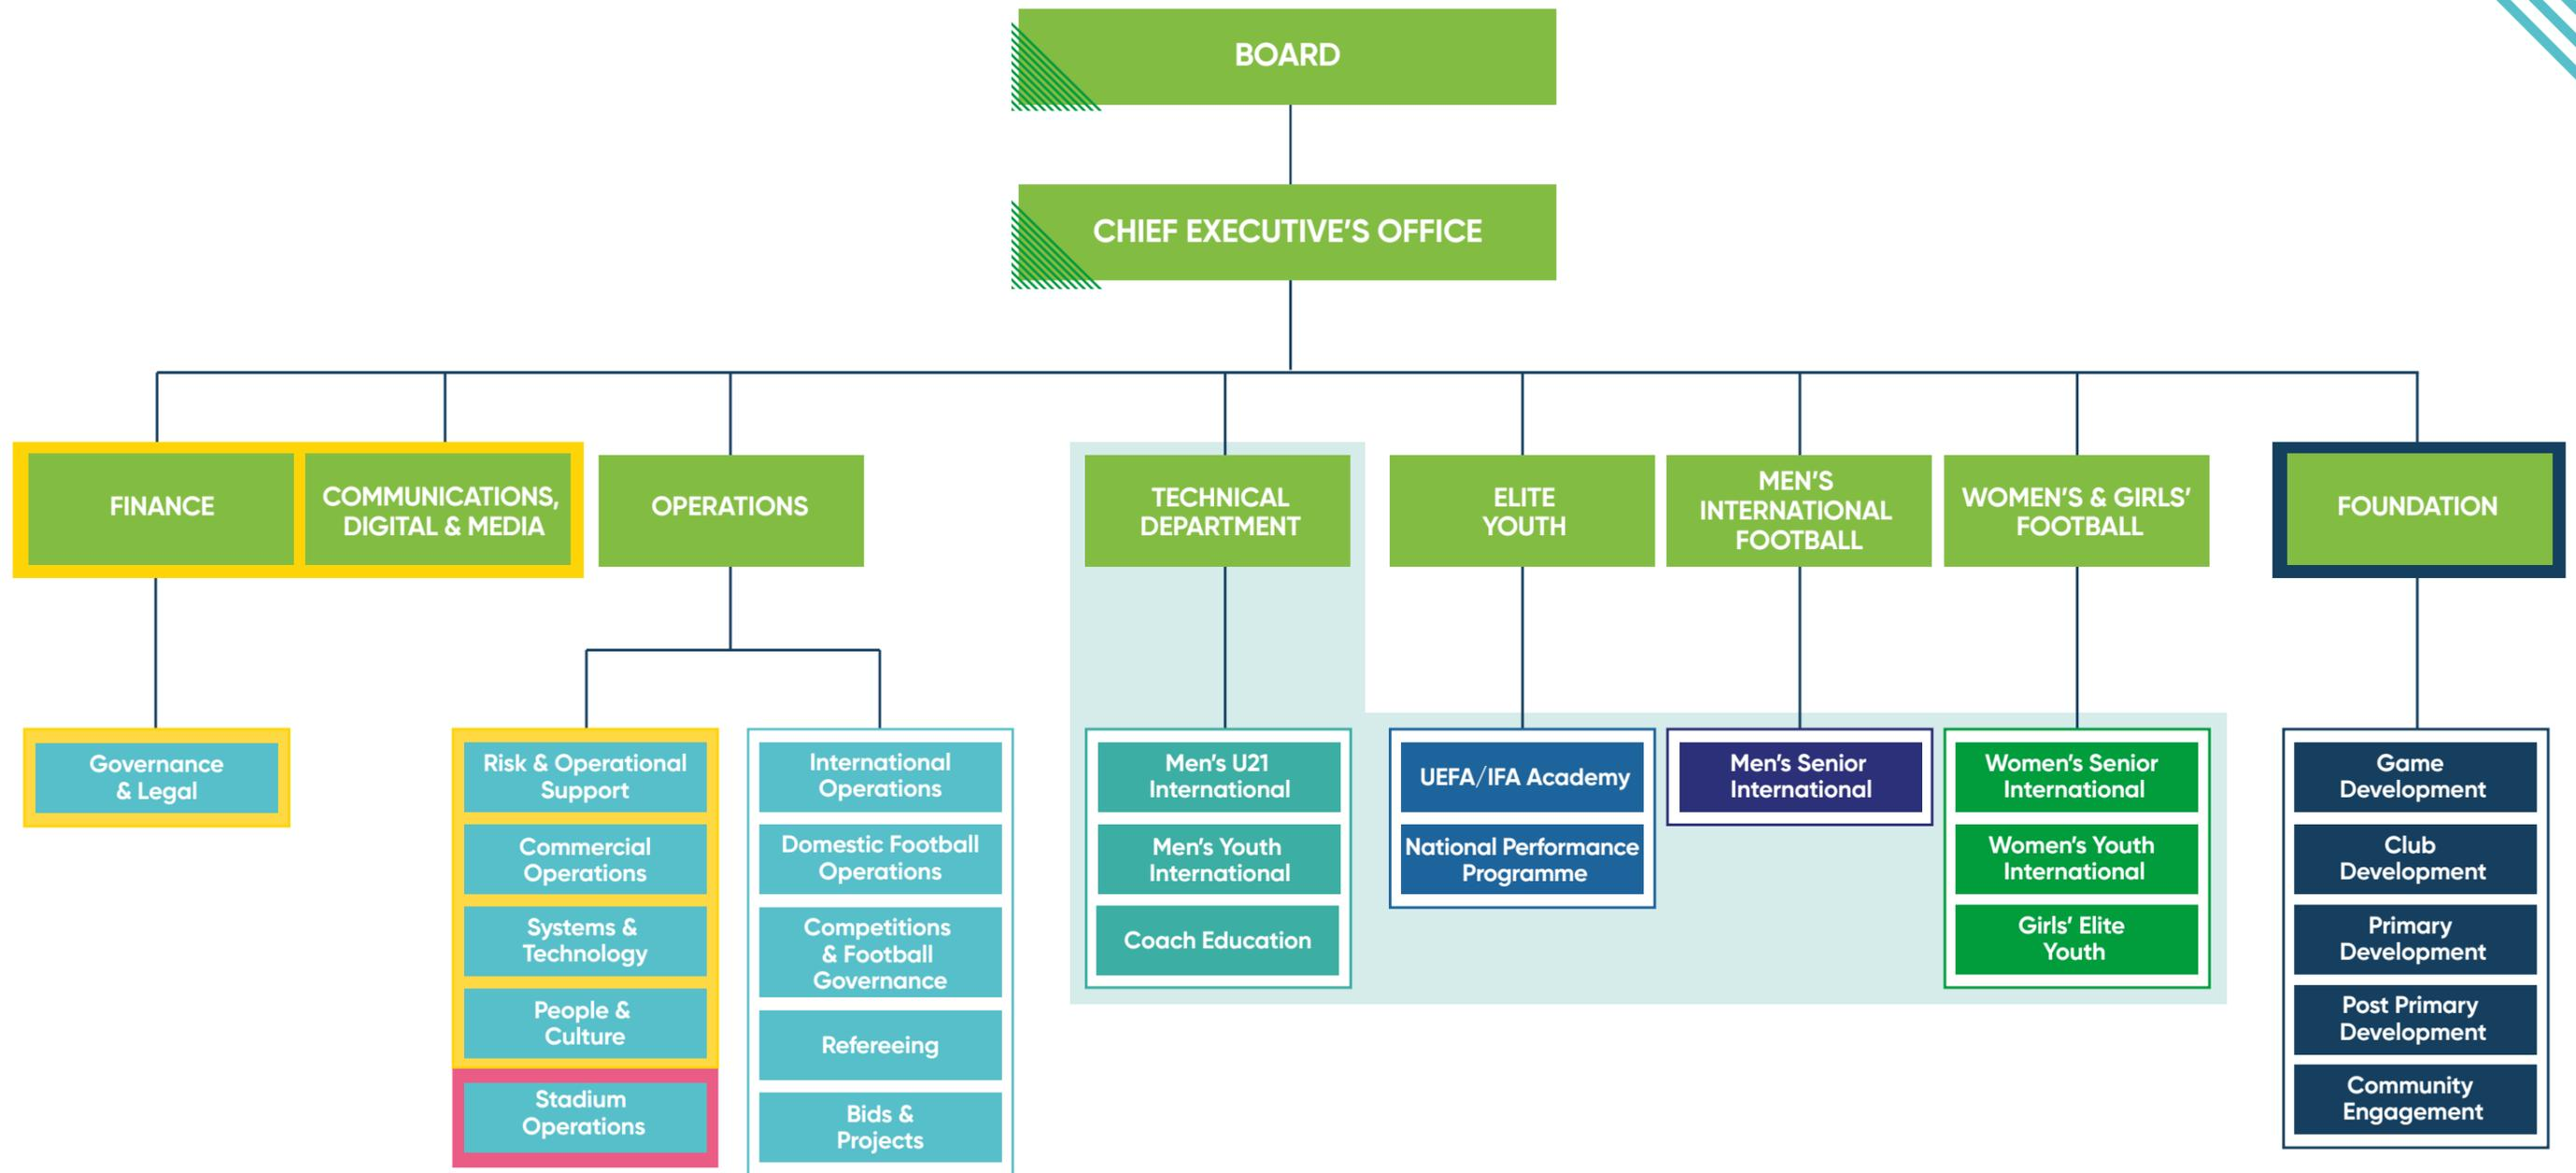 BOARD
CHIEF EXECUTIVE’S OFFICE
FINANCE
COMMUNICATIONS,
DIGITAL & MEDIA
OPERATIONS
TECHNICAL
DEPARTMENT
ELITE
YOUTH
MEN’S
INTERNATIONAL
FOOTBALL
WOMEN’S & GIRLS’
FOOTBALL
FOUNDATION
Governance
& Legal
Risk & Operational
Support
Commercial
Operations
Systems &
Technology
People &
Culture
Stadium
Operations
International
Operations
Domestic Football
Operations
Competitions
& Football
Governance
Refereeing
Bids &
Projects
Men’s U21
International
Men’s Youth
International
Coach Education
UEFA/IFA Academy
National Performance
Programme
Men’s Senior
International
Women’s Senior
International
Women’s Youth
International
Girls’ Elite
Youth
Game
Development
Club
Development
Primary
Development
Post Primary
Development
Community
Engagement